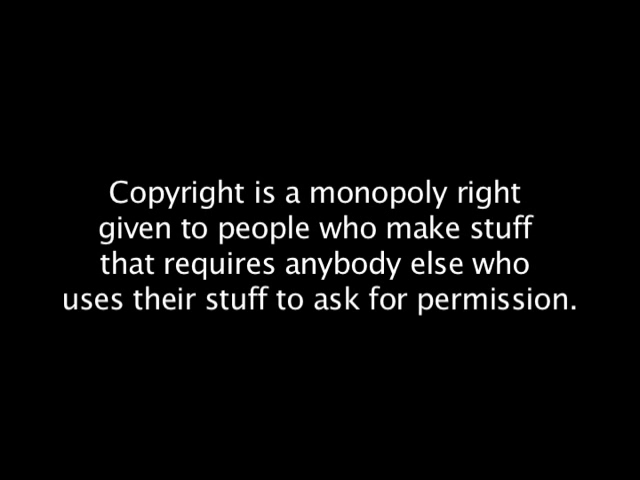 Copyright is a monopoly right
given to people who make stuff
that requires anybody else who
uses their stuff to ask for permission.